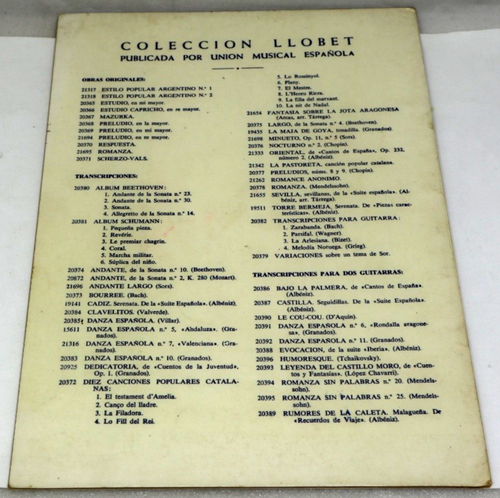 COLECCION LLOBET
PUBLICADA POR UNION MUSICAL ESPAÑOLA
OBRAS ORIGINALES:
21317 ESTILO POPULAR ARGENTINO N.º 1
21318 ESTILO POPULAR ARGENTINO N.º 2
20365 ESTUDIO, en mi mayor.
20366 ESTUDIO CAPRICHO, en re mayor.
20367 MAZURKA.
20368 PRELUDIO, en la mayor.
20369 PRELUDIO, en mi mayor.
21694 PRELUDIO, en re mayor.
20370 RESPUESTA.
21695 ROMANZA.
20371 SCHERZO-VALS.
TRANSCRIPCIONES:
20380 ALBUM BEETHOVEN:
1. Andante de la Sonata n.º 23.
2. Andante de la Sonata n.º 30.
3. Sonata.
4. Allegretto de la Sonata n.º 14.
20381 ALBUM SCHUMANN:
1. Pequeña pieza.
2. Revérie.
3. Le premier chagrin.
4. Coral.
5. Marcha militar.
6. Súplica del niño.
20374 ANDANTE, de la Sonata n.º 10. (Beethoven).
20872 ANDANTE, de la Sonata n.º 2, K. 280 (Mozart).
21696 ANDANTE LARGO (Sors).
20373 BOURREE. (Bach).
19141 CADIZ. Serenata. De la «Suite Española». (Albéniz).
20384 CLAVELITOS. (Valverde).
20385 DANZA ESPAÑOLA. (Villar).
15611 DANZA ESPAÑOLA n.º 5, «Andaluza». (Granados).
21316 DANZA ESPAÑOLA n.º 7, «Valenciana». (Granados).
20383 DANZA ESPAÑOLA n.º 10. (Granados).
20925 DEDICATORIA, de «Cuentos de la Juventud», Op. 1. (Granados).
20372 DIEZ CANCIONES POPULARES CATALANAS:
1. El testament d'Amelia.
2. Canço del lladre.
3. La Filadora.
4. Lo Fill del Rei.
5. Lo Rossinyol.
6. Plany.
7. El Mestre.
8. L'Hereu Riera.
9. La filla del marxant.
10. La nit de Nadal.
21654 FANTASIA SOBRE LA JOTA ARAGONESA (Arcas, arr. Tárrega).
20375 LARGO, de la Sonata n.º 4. (Beethoven).
19435 LA MAJA DE GOYA, tonadilla. (Granados).
21698 MINUETO, Op. 11, n.º 5 (Sors).
20376 NOCTURNO n.º 2. (Chopin).
21333 ORIENTAL, de «Cantos de España», Op. 232, número 2. (Albéniz).
21342 LA PASTORETA, canción popular catalana.
20377 PRELUDIOS, núms. 8 y 9. (Chopin).
21262 ROMANCE ANONIMO.
20378 ROMANZA. (Mendelssohn).
21655 SEVILLA, sevillanas, de la «Suite española». (Albéniz, arr. Tárrega).
19511 TORRE BERMEJA, Serenata. De «Piezas características». (Albéniz).
20382 TRANSCRIPCIONES PARA GUITARRA:
1. Zarabanda. (Bach).
2. Parsifal. (Wagner).
3. La Arlesiana. (Bizet).
4. Melodía Noruega. (Grieg).
20379 VARIACIONES sobre un tema de Sor.
TRANSCRIPCIONES PARA DOS GUITARRAS:
20386 BAJO LA PALMERA, de «Cantos de España». (Albéniz).
20387 CASTILLA. Seguidillas. De la «Suite Española». (Albéniz).
20390 LE COU-COU. (D'Aquin).
20391 DANZA ESPAÑOLA n.º 6, «Rondalla aragonesa». (Granados).
20392 DANZA ESPAÑOLA n.º 11. (Granados).
20388 EVOCACION, de la suite «Iberia». (Albéniz).
20396 HUMORESQUE. (Tchaikovsky).
20393 LEYENDA DEL CASTILLO MORO, de «Cuentos y Fantasías». (López Chavarri).
20394 ROMANZA SIN PALABRAS n.º 20. (Mendelssohn).
20395 ROMANZA SIN PALABRAS n.º 25. (Mendelssohn).
20389 RUMORES DE LA CALETA. Malagueña. De «Recuerdos de Viaje». (Albéniz).